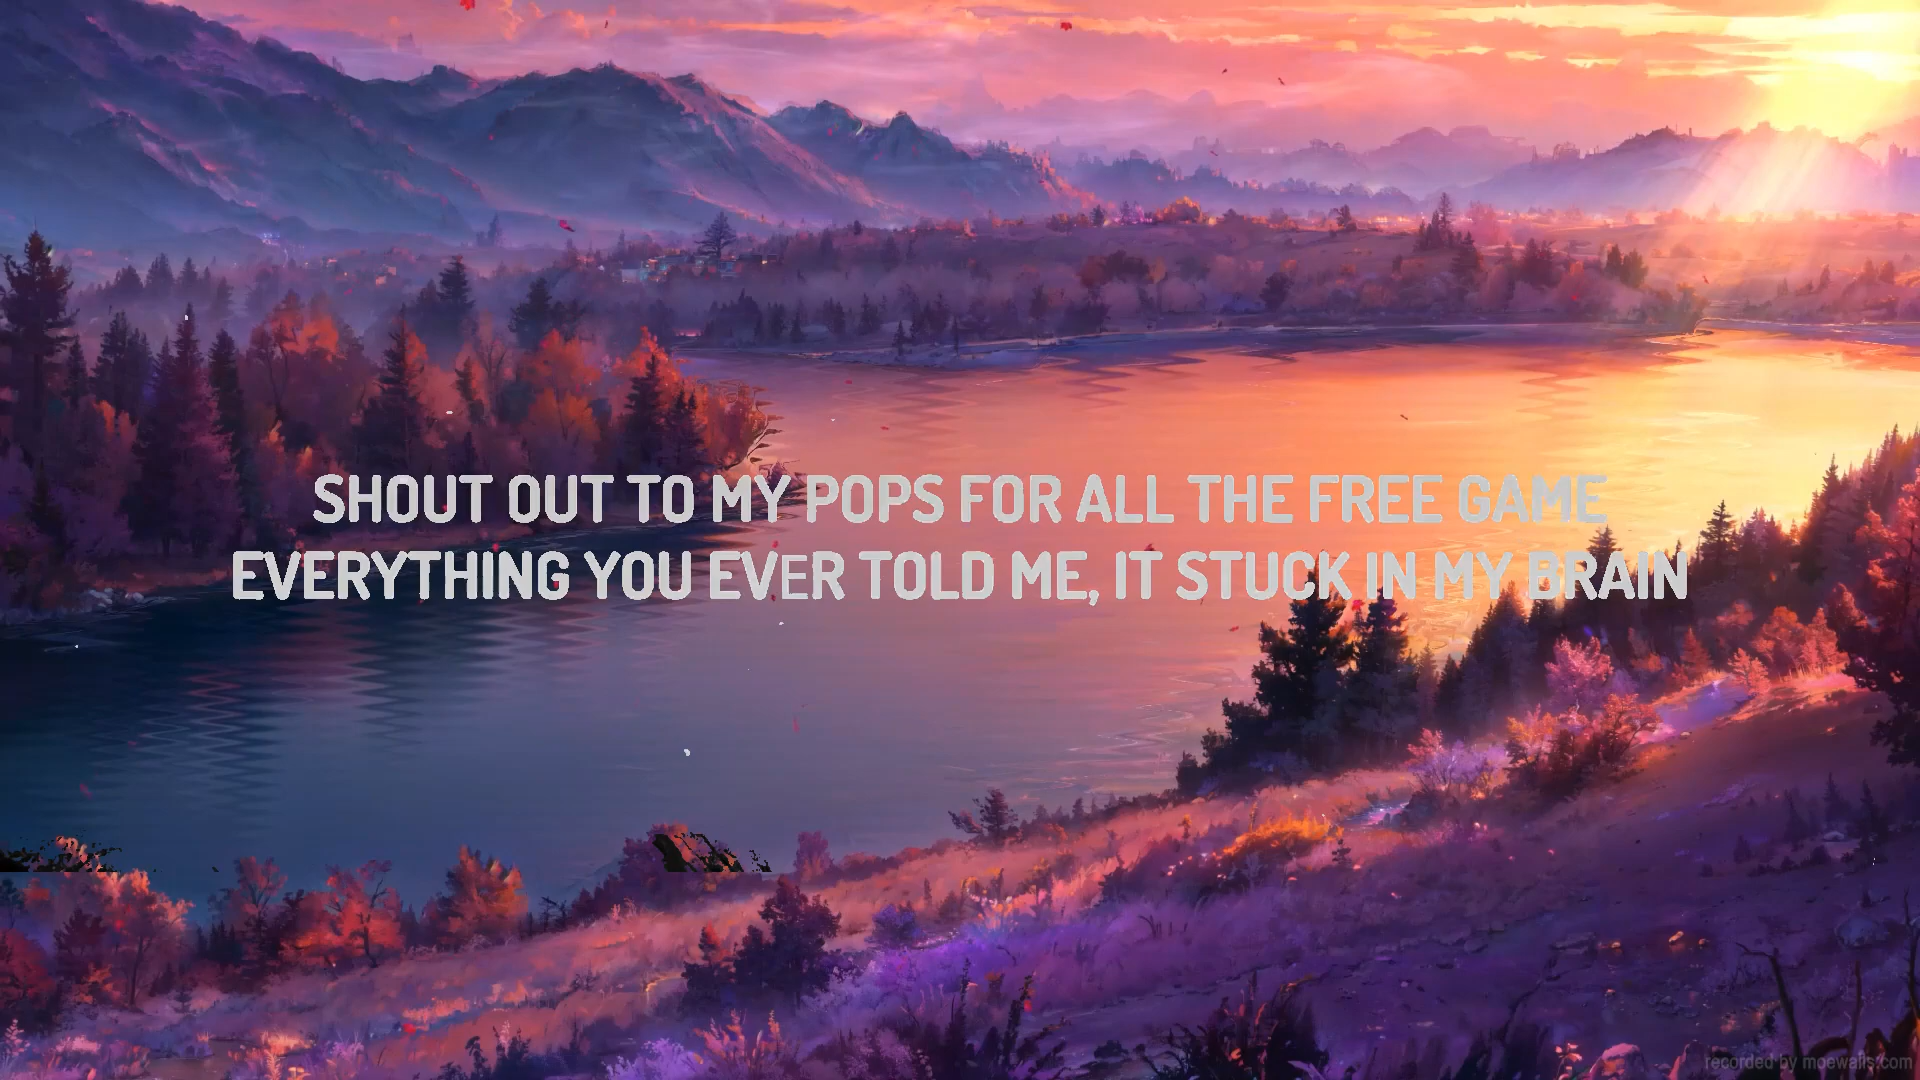 SHOUT OUT TO MY POPS FOR ALL THE FREE GAME
EVERYTHING YOU EVER TOLD ME, IT STUCK IN MY BRAIN
recorded by moewalls.com